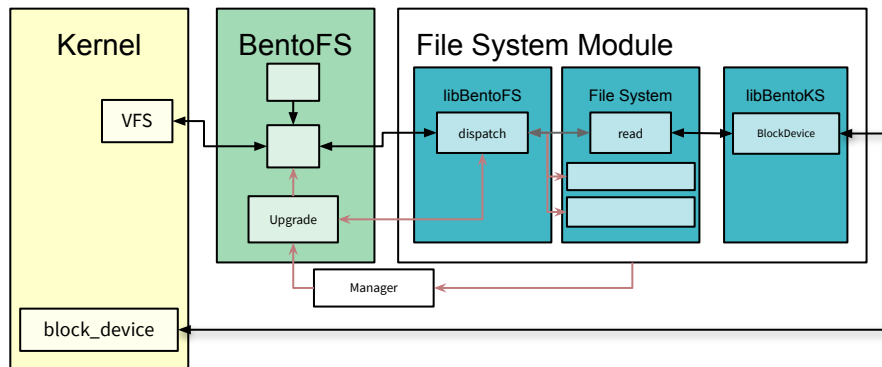 Kernel
BentoFS
File System Module
libBentoFS
File System
libBentoKS
VFS
dispatch
read
BlockDevice
Upgrade
Manager
block_device